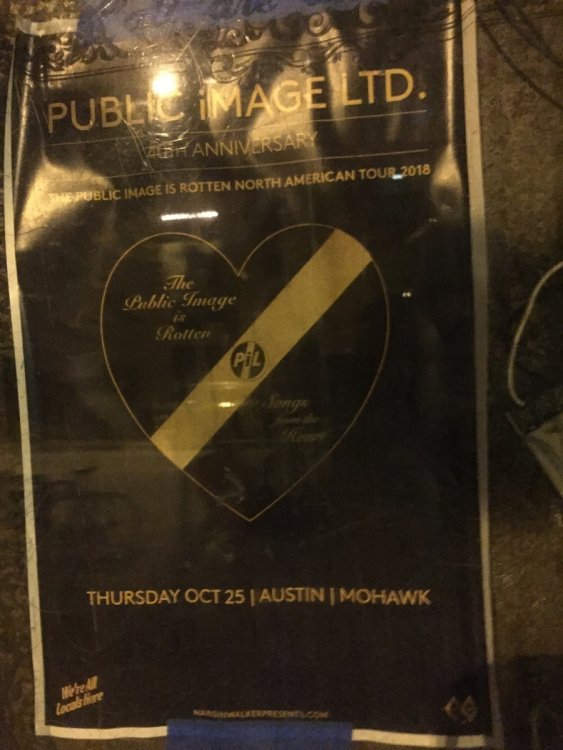 PUBLIC iMAGE LTD.
40TH ANNIVERSARY
THE PUBLIC IMAGE IS ROTTEN NORTH AMERICAN TOUR 2018
The
Public Image
is
Rotten
PiL
Songs
from the
Heart
THURSDAY OCT 25 | AUSTIN | MOHAWK
We're All
Locals Here
MARGINWALKERPRESENTS.COM